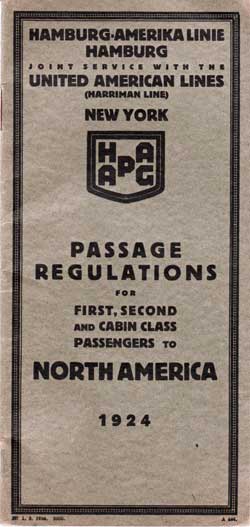 HAMBURG-AMERIKA LINIE
HAMBURG
JOINT SERVICE WITH THE
UNITED AMERICAN LINES
(HARRIMAN LINE)
NEW YORK
H A
P
A G
PASSAGE
REGULATIONS
FOR
FIRST, SECOND
AND CABIN CLASS
PASSENGERS TO
NORTH AMERICA
1924